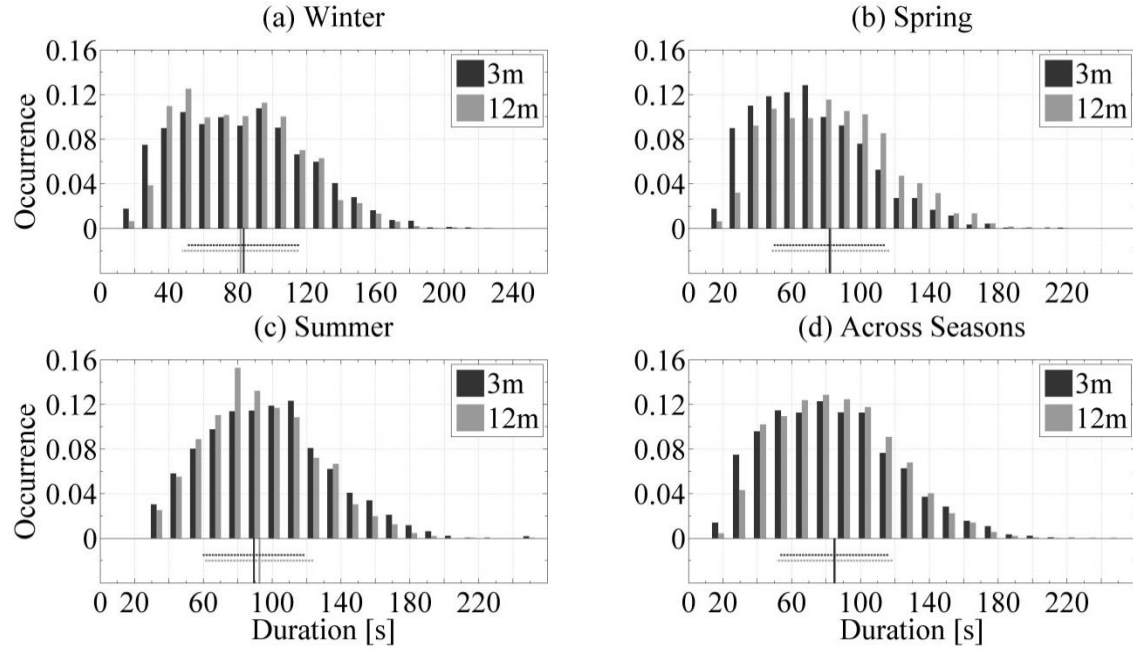 (a) Winter
0.16
0.12
0.08
0.04
0
Occurrence
3m
12m
0 40 80 120 160 200 240
(b) Spring
0.16
0.12
0.08
0.04
0
3m
12m
0 20 60 100 140 180 220
(c) Summer
0.16
0.12
0.08
0.04
0
Occurrence
3m
12m
0 20 60 100 140 180 220
Duration [s]
(d) Across Seasons
0.16
0.12
0.08
0.04
0
3m
12m
0 20 60 100 140 180 220
Duration [s]